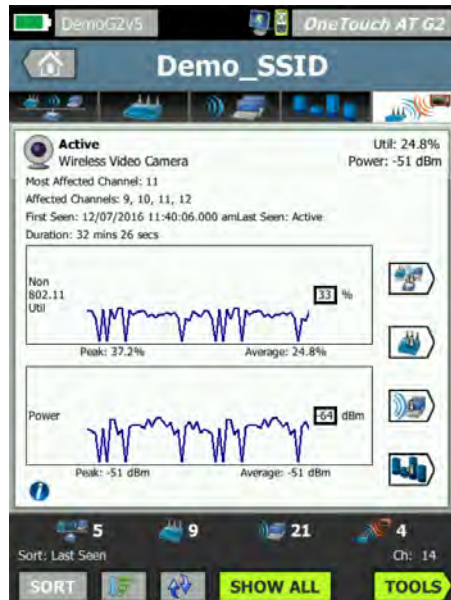 DemoG2v5 OneTouch AT G2
Demo_SSID
Active Util: 24.8%
Wireless Video Camera Power: -51 dBm
Most Affected Channel: 11
Affected Channels: 9, 10, 11, 12
First Seen: 12/07/2016 11:40:06.000 amLast Seen: Active
Duration: 32 mins 26 secs
Non
802.11
Util
33 %
Peak: 37.2% Average: 24.8%
Power
-64 dBm
Peak: -51 dBm Average: -51 dBm
i
5 9 21 4
Sort: Last Seen Ch: 14
SORT SHOW ALL TOOLS